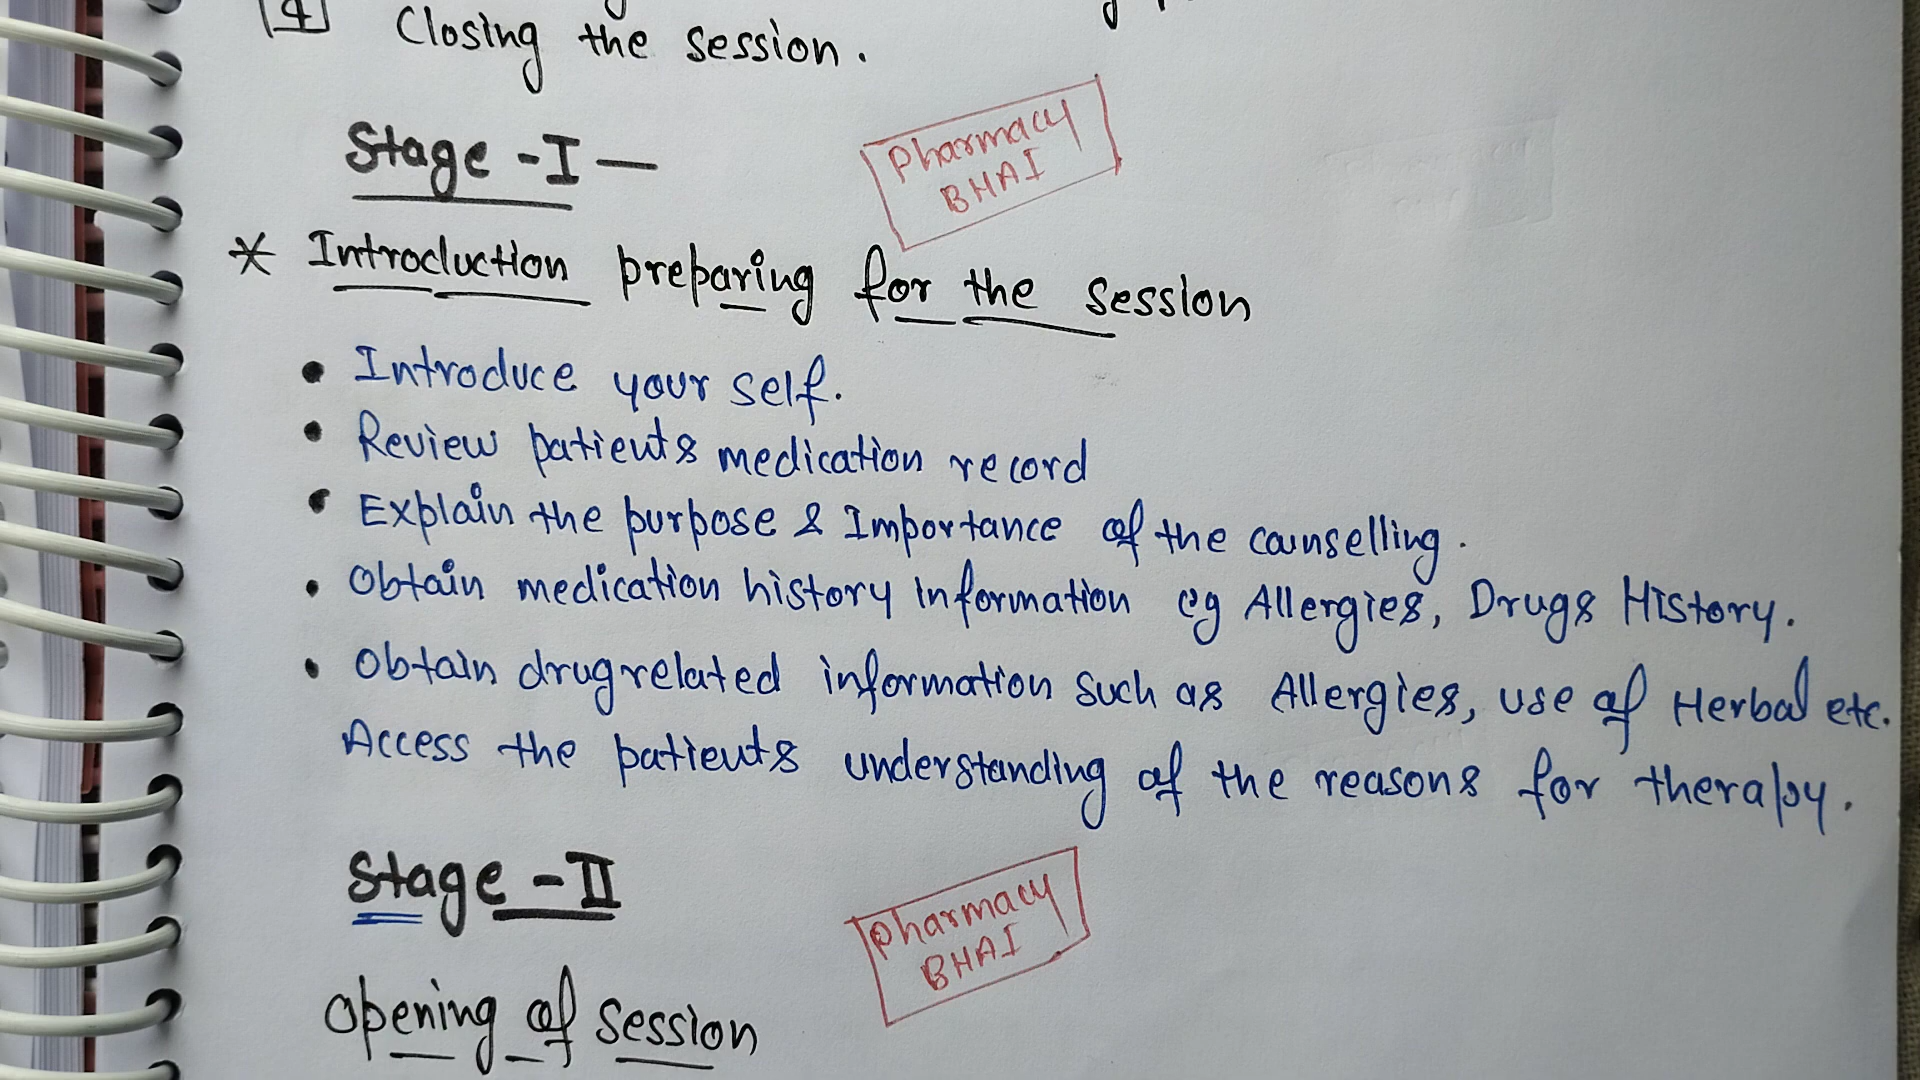 4 Closing the session.
Stage -I —
Pharmacy
BHAI
* Introduction preparing for the session
• Introduce your self.
• Review patients medication record
• Explain the purpose & Importance of the counselling.
• Obtain medication history information eg Allergies, Drugs History.
• Obtain drug related information such as Allergies, use of Herbal etc.
Access the patients understanding of the reasons for therapy.
Stage -II
Pharmacy
BHAI
Opening of session